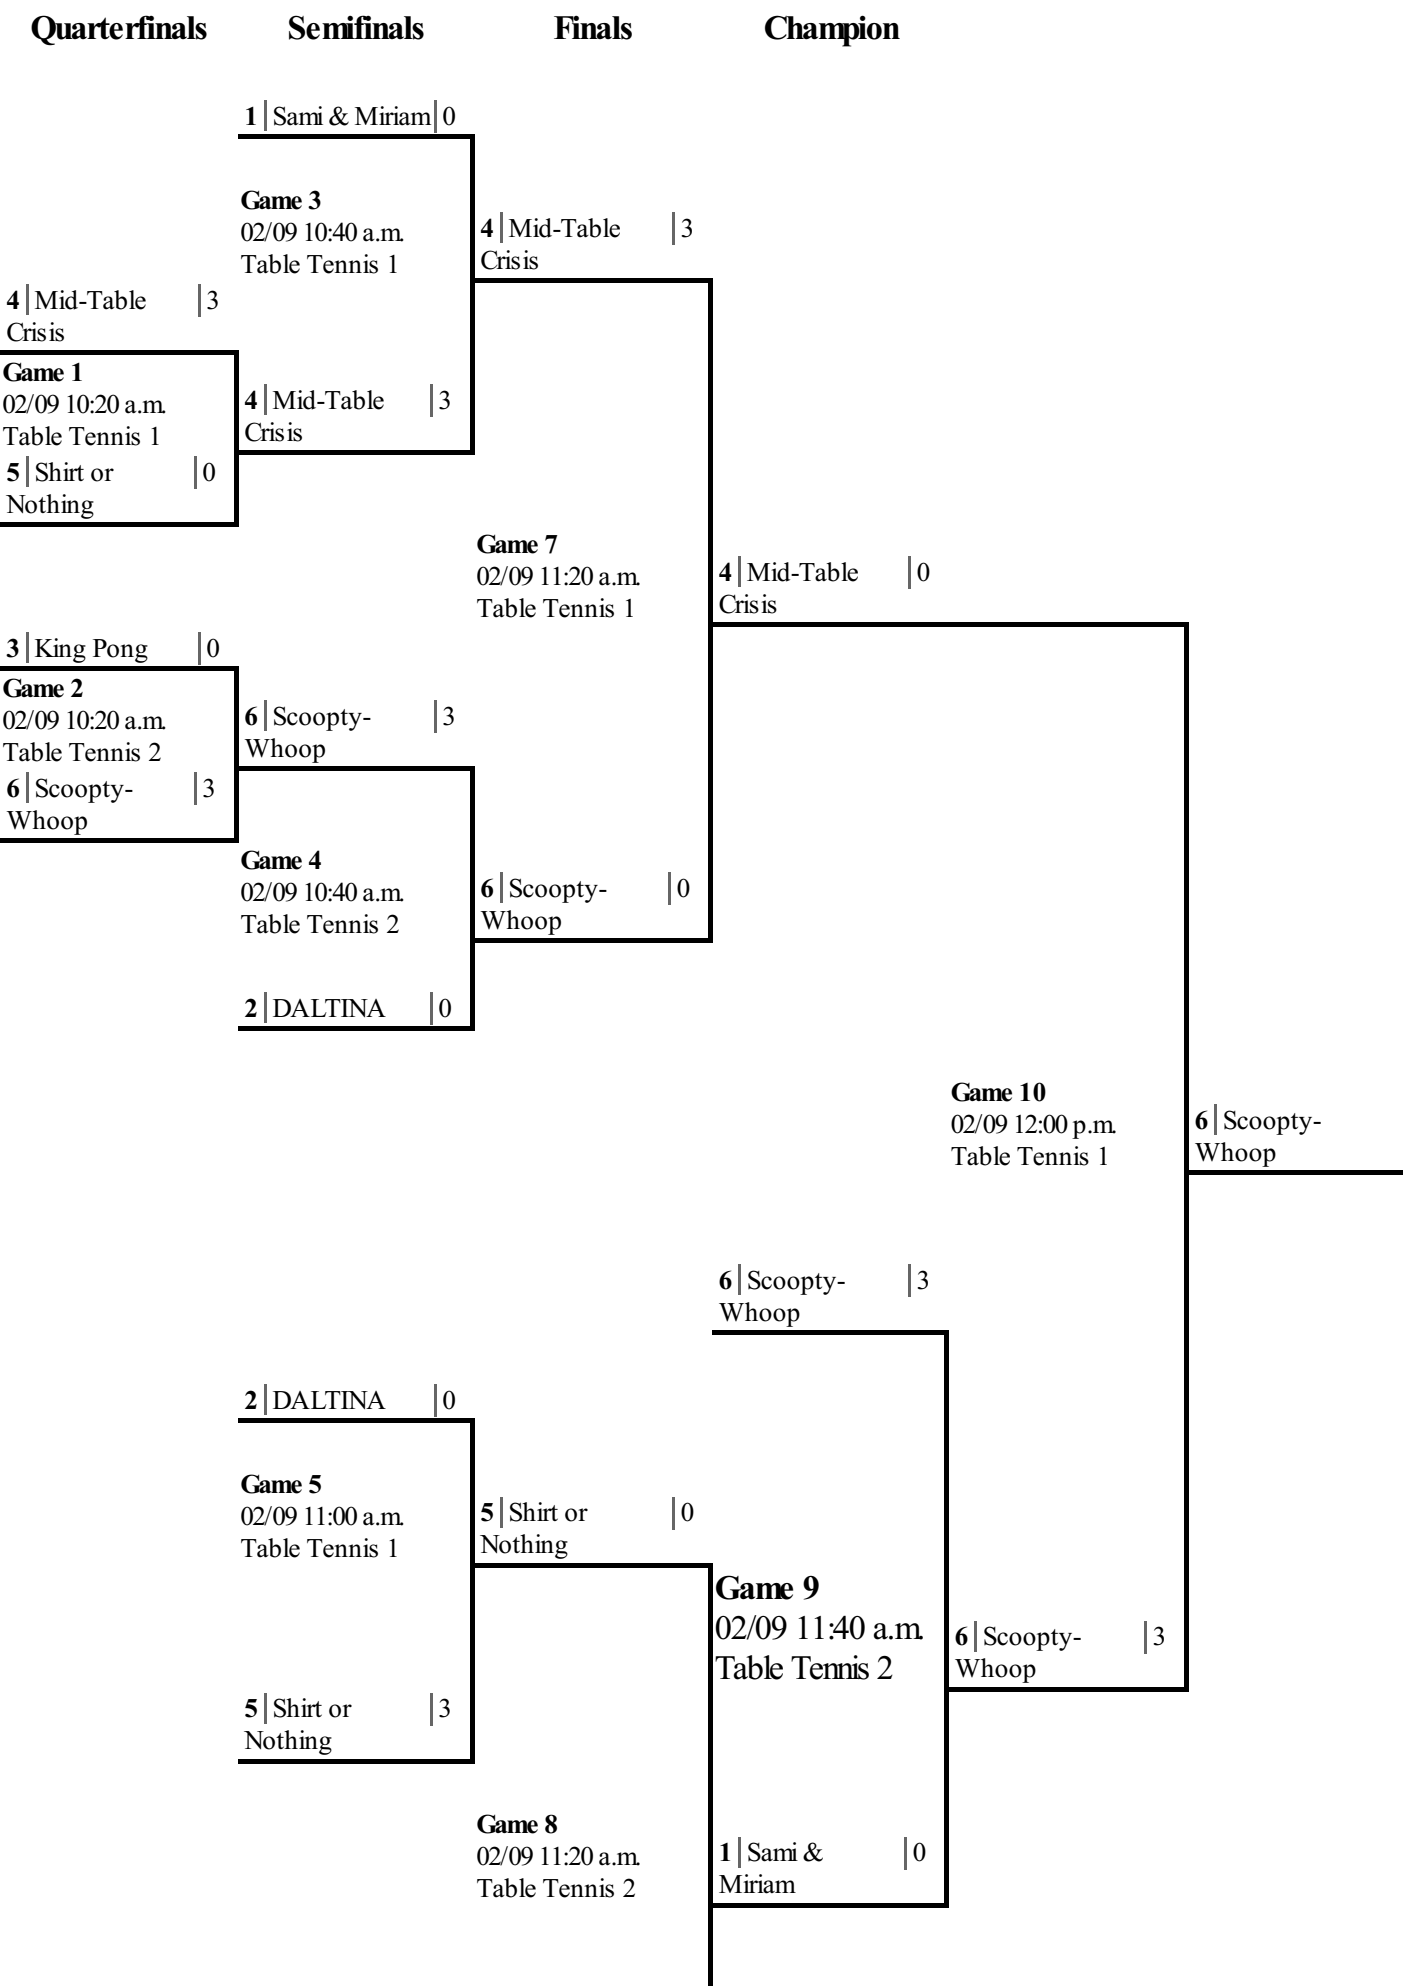 Quarterfinals Semifinals Finals Champion
1 Sami & Miriam 0
Game 3
02/09 10:40 a.m.
Table Tennis 1
4 Mid-Table 3
Crisis
4 Mid-Table 3
Crisis
Game 1
02/09 10:20 a.m.
Table Tennis 1
4 Mid-Table 3
Crisis
5 Shirt or 0
Nothing
Game 7
02/09 11:20 a.m.
Table Tennis 1
4 Mid-Table 0
Crisis
3 King Pong 0
Game 2
02/09 10:20 a.m.
Table Tennis 2
6 Scoopty- 3
Whoop
6 Scoopty- 3
Whoop
Game 4
02/09 10:40 a.m.
Table Tennis 2
6 Scoopty- 0
Whoop
2 DALTINA 0
Game 10
02/09 12:00 p.m.
Table Tennis 1
6 Scoopty-
Whoop
6 Scoopty- 3
Whoop
2 DALTINA 0
Game 5
02/09 11:00 a.m.
Table Tennis 1
5 Shirt or 0
Nothing
Game 9
02/09 11:40 a.m.
Table Tennis 2
6 Scoopty- 3
Whoop
5 Shirt or 3
Nothing
Game 8
02/09 11:20 a.m.
Table Tennis 2
1 Sami & 0
Miriam